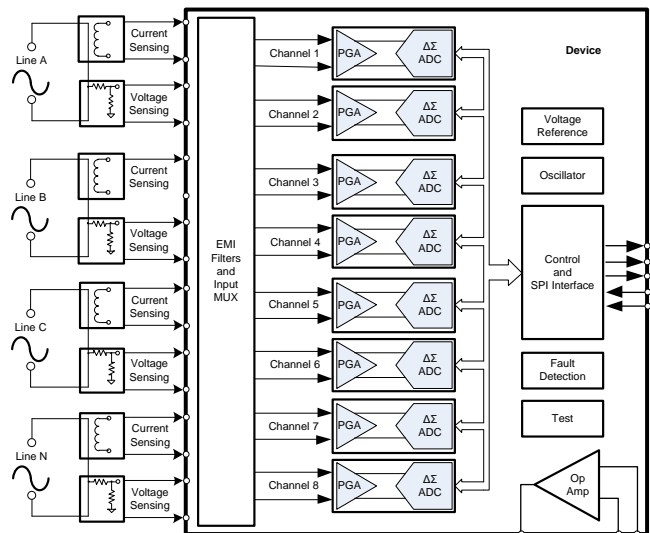 Line A
Current
Sensing
Voltage
Sensing
Line B
Current
Sensing
Voltage
Sensing
Line C
Current
Sensing
Voltage
Sensing
Line N
Current
Sensing
Voltage
Sensing
EMI
Filters
and
Input
MUX
Channel 1
PGA
ΔΣ
ADC
Channel 2
PGA
ΔΣ
ADC
Channel 3
PGA
ΔΣ
ADC
Channel 4
PGA
ΔΣ
ADC
Channel 5
PGA
ΔΣ
ADC
Channel 6
PGA
ΔΣ
ADC
Channel 7
PGA
ΔΣ
ADC
Channel 8
PGA
ΔΣ
ADC
Device
Voltage
Reference
Oscillator
Control
and
SPI Interface
Fault
Detection
Test
Op
Amp